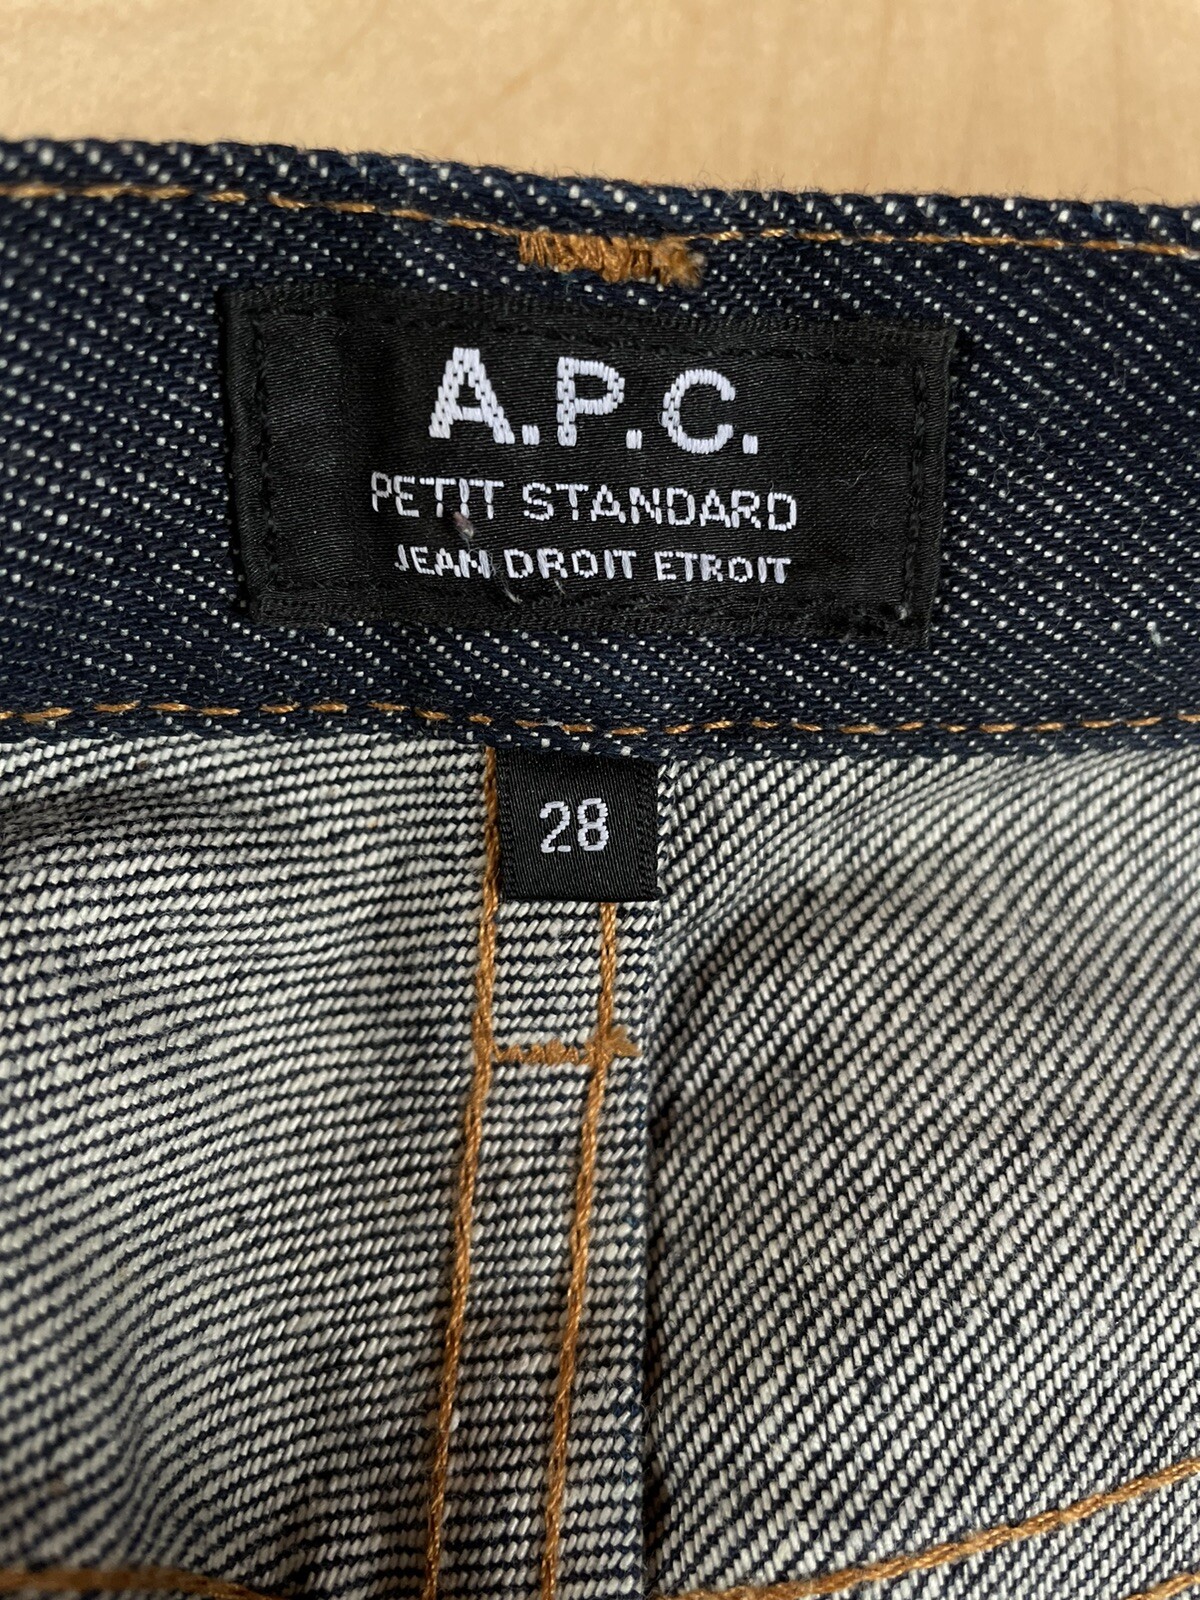 A.P.C.
PETIT STANDARD
JEAN DROIT ETROIT
28